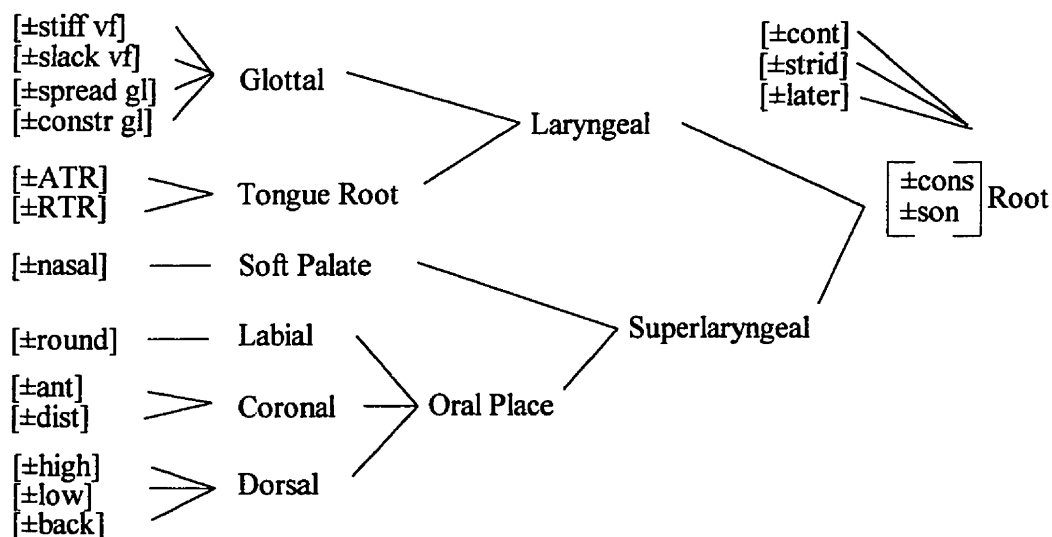 [±stiff vf]
[±slack vf]
[±spread gl]
[±constr gl]
Glottal
[±ATR]
[±RTR]
Tongue Root
Laryngeal
[±nasal]
Soft Palate
[±round]
Labial
[±ant]
[±dist]
Coronal
[±high]
[±low]
[±back]
Dorsal
Oral Place
Superlaryngeal
[±cont]
[±strid]
[±later]
±cons
±son
Root